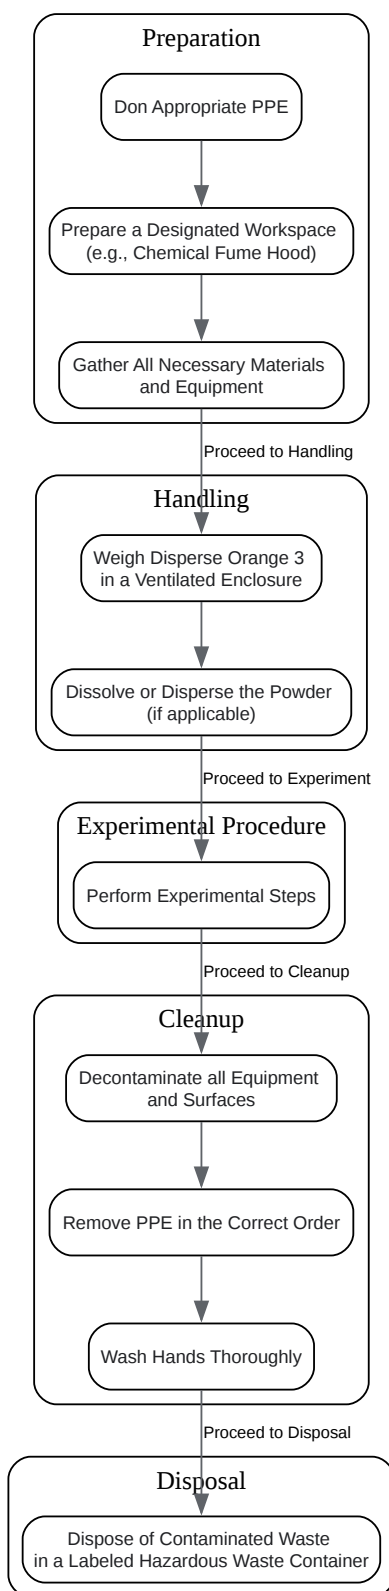 Preparation
Don Appropriate PPE
Prepare a Designated Workspace
(e.g., Chemical Fume Hood)
Gather All Necessary Materials
and Equipment
Proceed to Handling
Handling
Weigh Disperse Orange 3
in a Ventilated Enclosure
Dissolve or Disperse the Powder
(if applicable)
Proceed to Experiment
Experimental Procedure
Perform Experimental Steps
Proceed to Cleanup
Cleanup
Decontaminate all Equipment
and Surfaces
Remove PPE in the Correct Order
Wash Hands Thoroughly
Proceed to Disposal
Disposal
Dispose of Contaminated Waste
in a Labeled Hazardous Waste Container